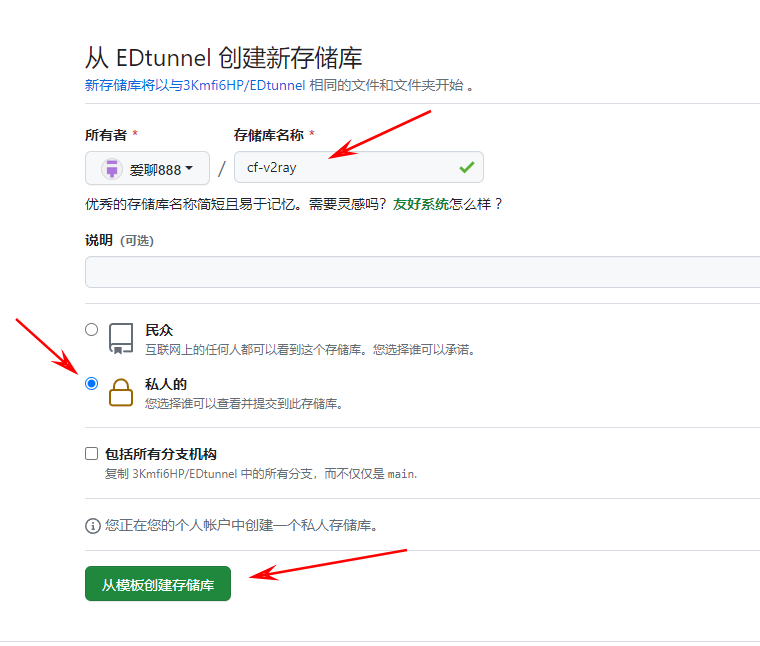 从 EDtunnel 创建新存储库
新存储库将以与3Kmfi6HP/EDtunnel 相同的文件和文件夹开始 。
所有者 * 存储库名称 *
爱聊888 / cf-v2ray
优秀的存储库名称简短且易于记忆。需要灵感吗？友好系统怎么样 ？
说明 (可选)
民众
互联网上的任何人都可以看到这个存储库。您选择谁可以承诺。
私人的
您选择谁可以查看并提交到此存储库。
包括所有分支机构
复制 3Kmfi6HP/EDtunnel 中的所有分支，而不仅仅是 main.
您正在您的个人帐户中创建一个私人存储库。
从模板创建存储库